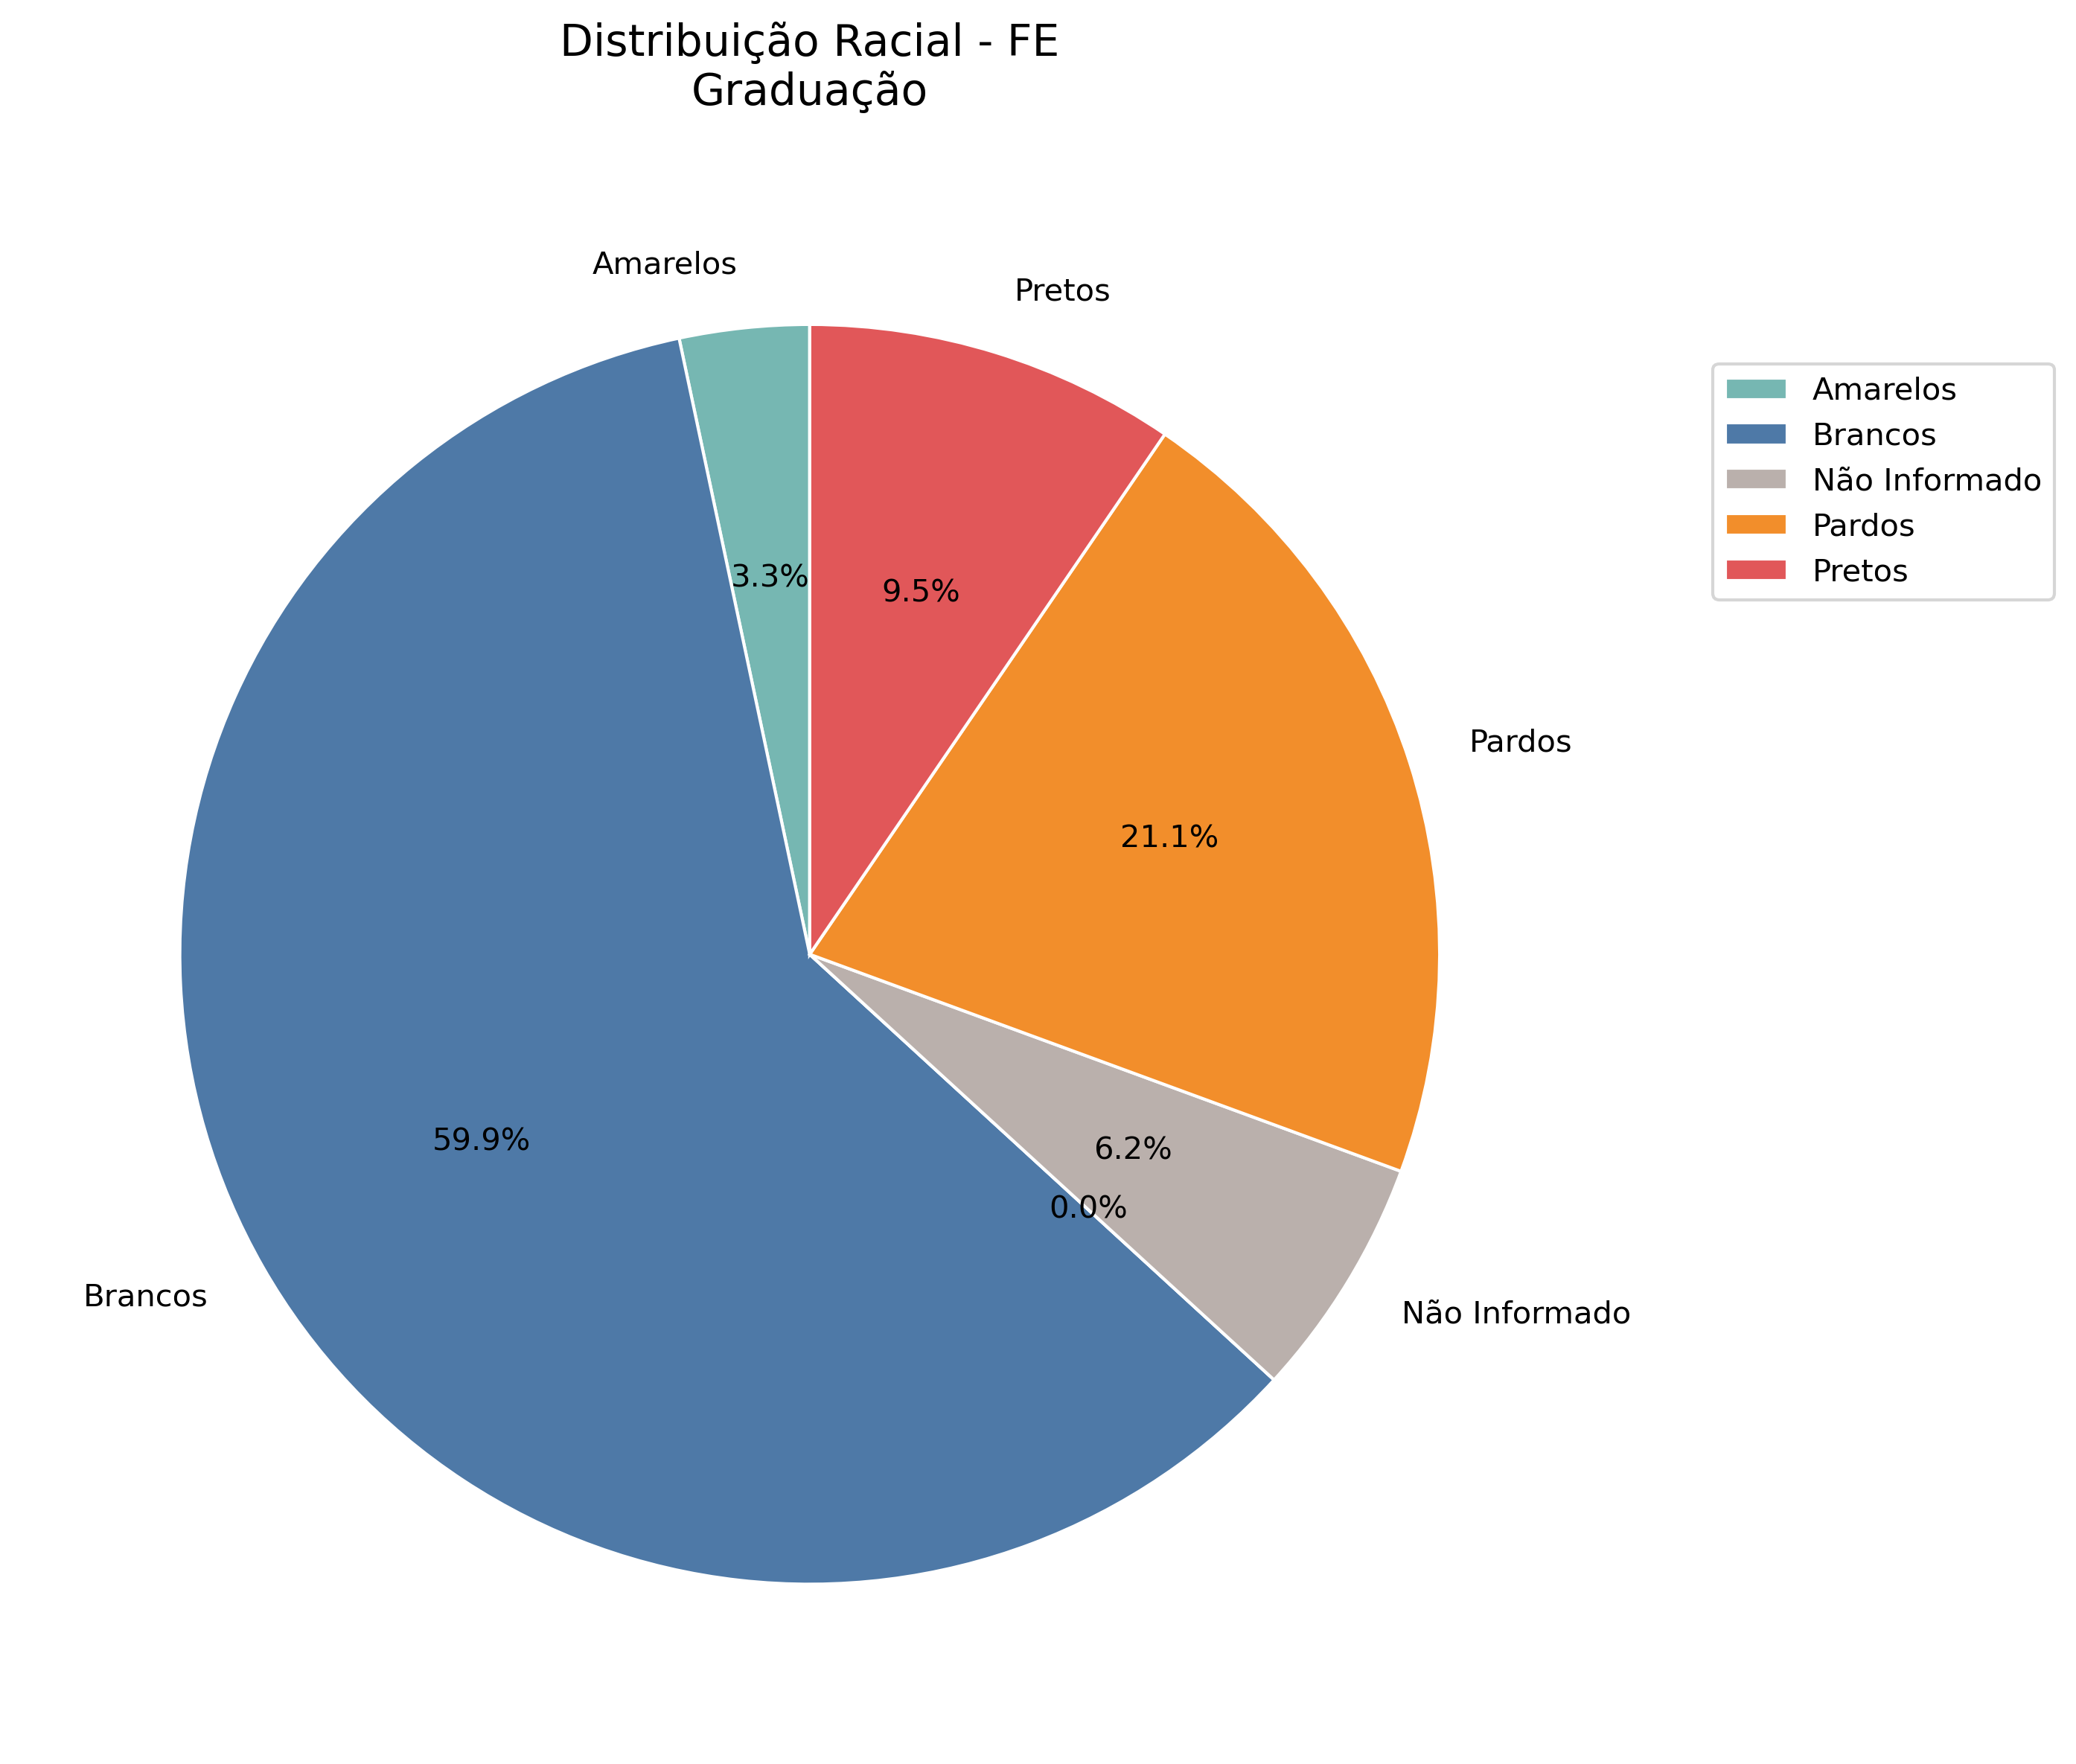 Distribuição Racial - FE
Graduação
Amarelos
Pretos
Amarelos
Brancos
Não Informado
Pardos
Pretos
3.3%
9.5%
Pardos
21.1%
59.9%
6.2%
0.0%
Brancos
Não Informado